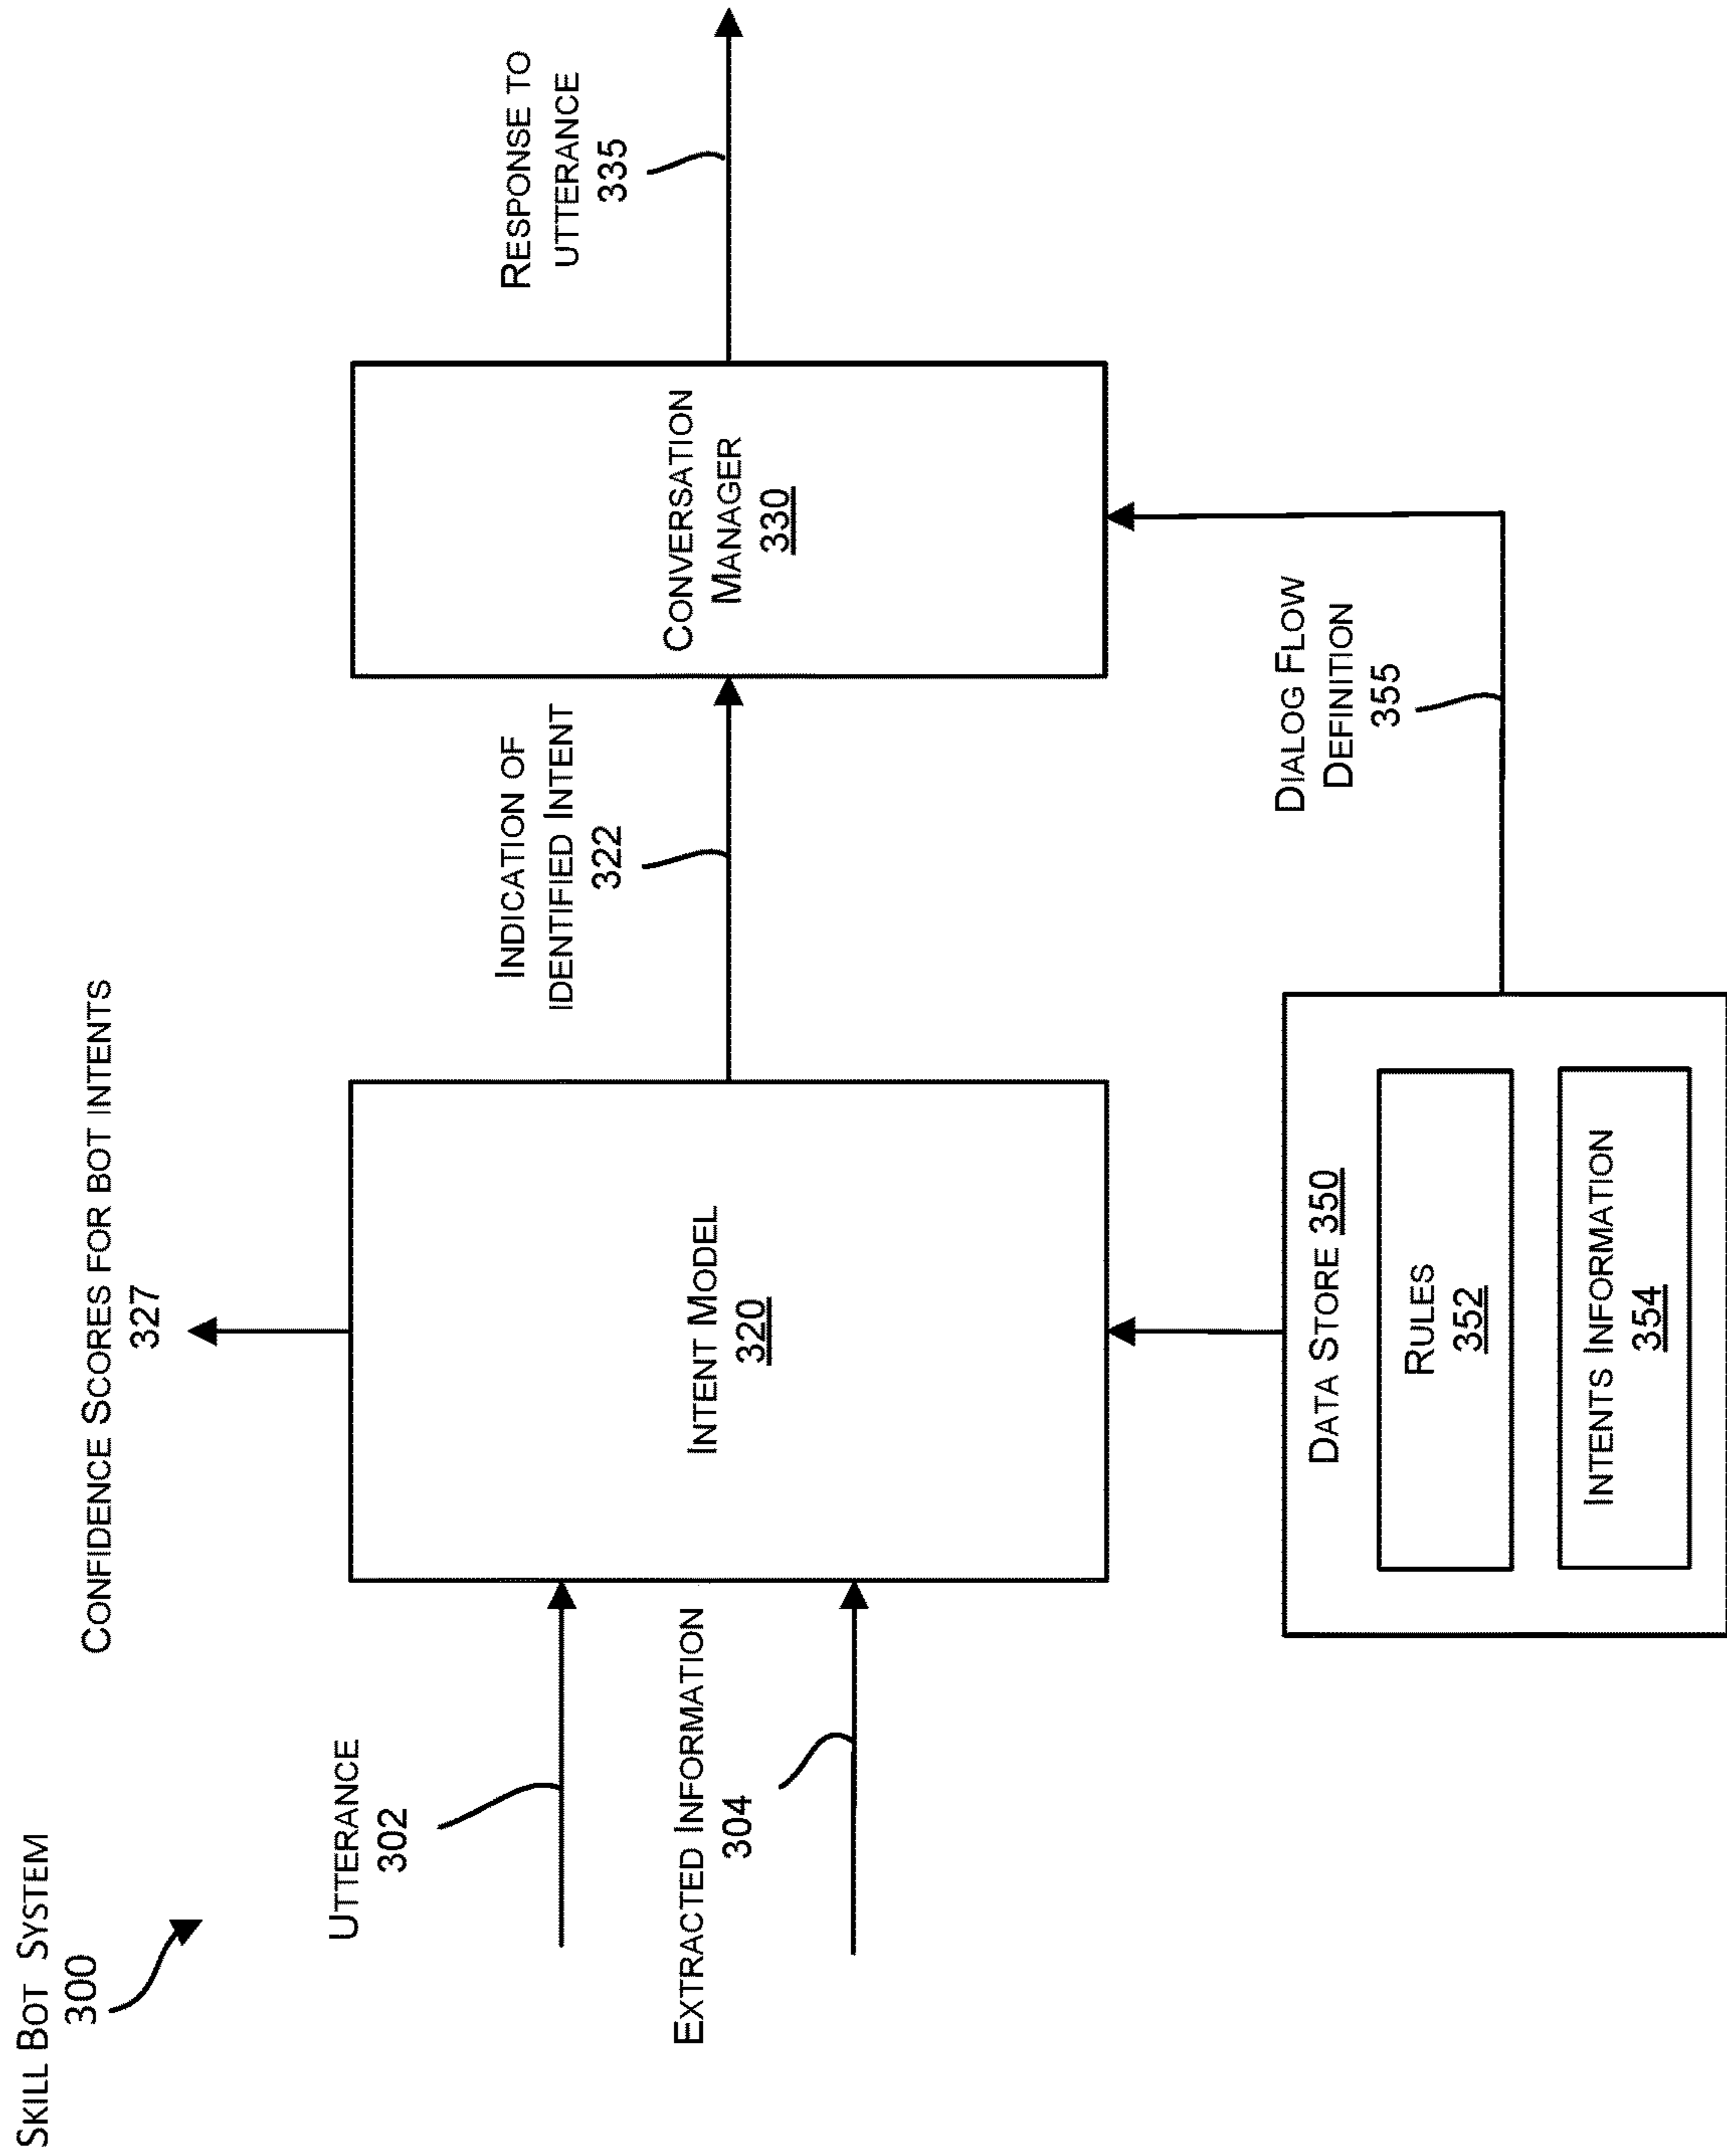 SKILL BOT SYSTEM
300
CONFIDENCE SCORES FOR BOT INTENTS
327
UTTERANCE
302
EXTRACTED INFORMATION
304
INTENT MODEL
320
INDICATION OF
IDENTIFIED INTENT
322
CONVERSATION
MANAGER
330
RESPONSE TO
UTTERANCE
335
DATA STORE 350
RULES
352
INTENTS INFORMATION
354
DIALOG FLOW
DEFINITION
355